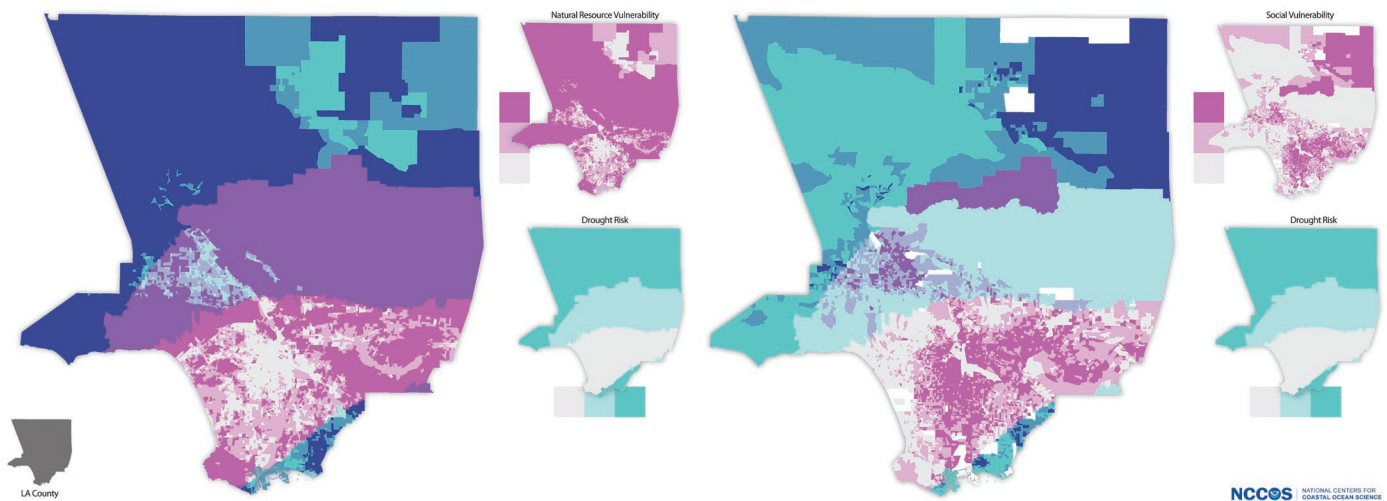 Natural Resource Vulnerability
Drought Risk
LA County
Social Vulnerability
Drought Risk
NCCOS
NATIONAL CENTERS FOR
COASTAL OCEAN SCIENCE